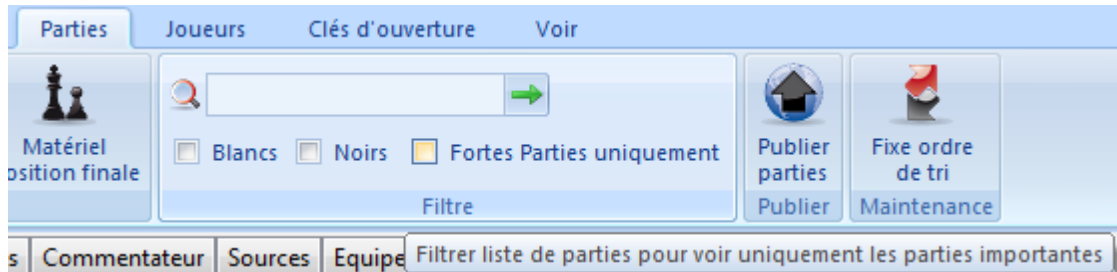 Parties Joueurs Clés d'ouverture Voir
Matériel
osition finale
Blancs Noirs Fortes Parties uniquement
Filtre
Publier
parties
Publier
Fixe ordre
de tri
Maintenance
s Commentateur Sources Equipe
Filtrer liste de parties pour voir uniquement les parties importantes